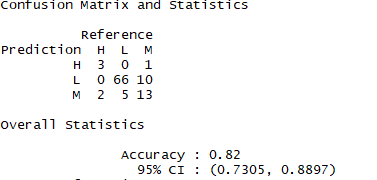 Confusion Matrix and Statistics
Reference
Prediction H L M
H 3 0 1
L 0 66 10
M 2 5 13
Overall Statistics
Accuracy : 0.82
95% CI : (0.7305, 0.8897)